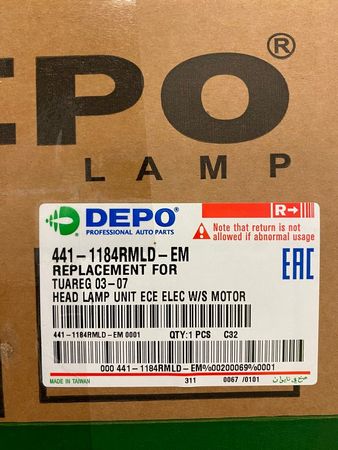 EPO®
LAMP
DEPO®
PROFESSIONAL AUTO PARTS
R→
Note that return is not
allowed if abnormal usage
441-1184RMLD-EM
REPLACEMENT FOR
TUAREG 03-07
HEAD LAMP UNIT ECE ELEC W/S MOTOR
EAC
441-1184RMLD-EM 0001 QTY:1 PCS C32
000 441-1184RMLD-EM%00200069%0001
MADE IN TAIWAN 311 0067 /0101